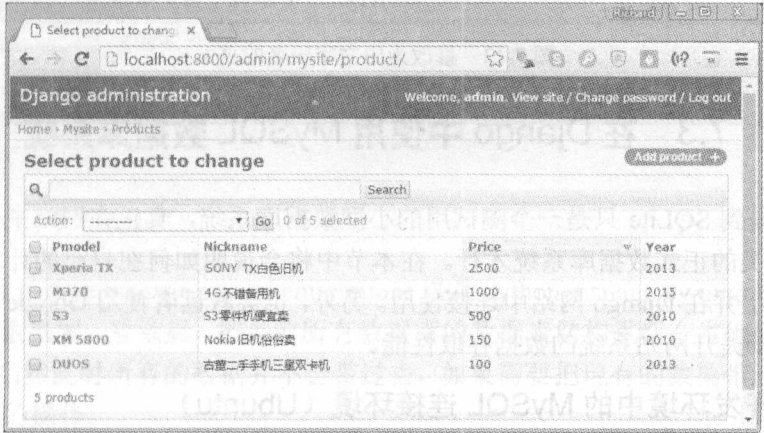 Richard
Select product to chang
localhost:8000/admin/mysite/product/
Django administration
Welcome, admin. View site / Change password / Log out
Home › Mysite › Products
Select product to change
Add product +
Search
Action: --------- Go 0 of 5 selected
Pmodel Nickname Price Year
Xperia TX SONY TX白色旧机 2500 2013
M370 4G不错备用机 1000 2015
S3 S3零件机便宜卖 500 2010
XM 5800 Nokia旧机俗俗卖 150 2010
DUOS 古董二手手机三星双卡机 100 2013
5 products